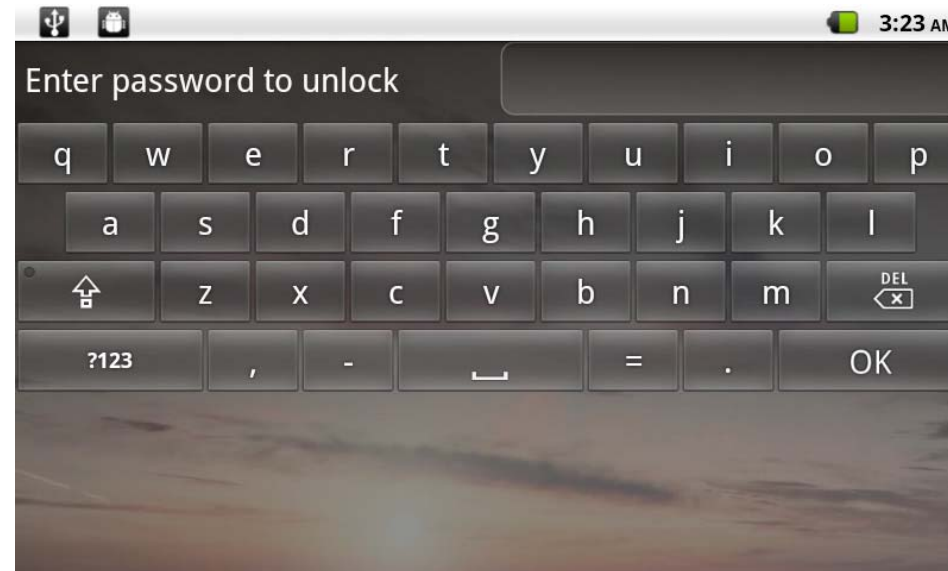 3:23 AM
Enter password to unlock
q w e r t y u i o p
a s d f g h j k l
z x c v b n m DEL
?123 , - = . OK